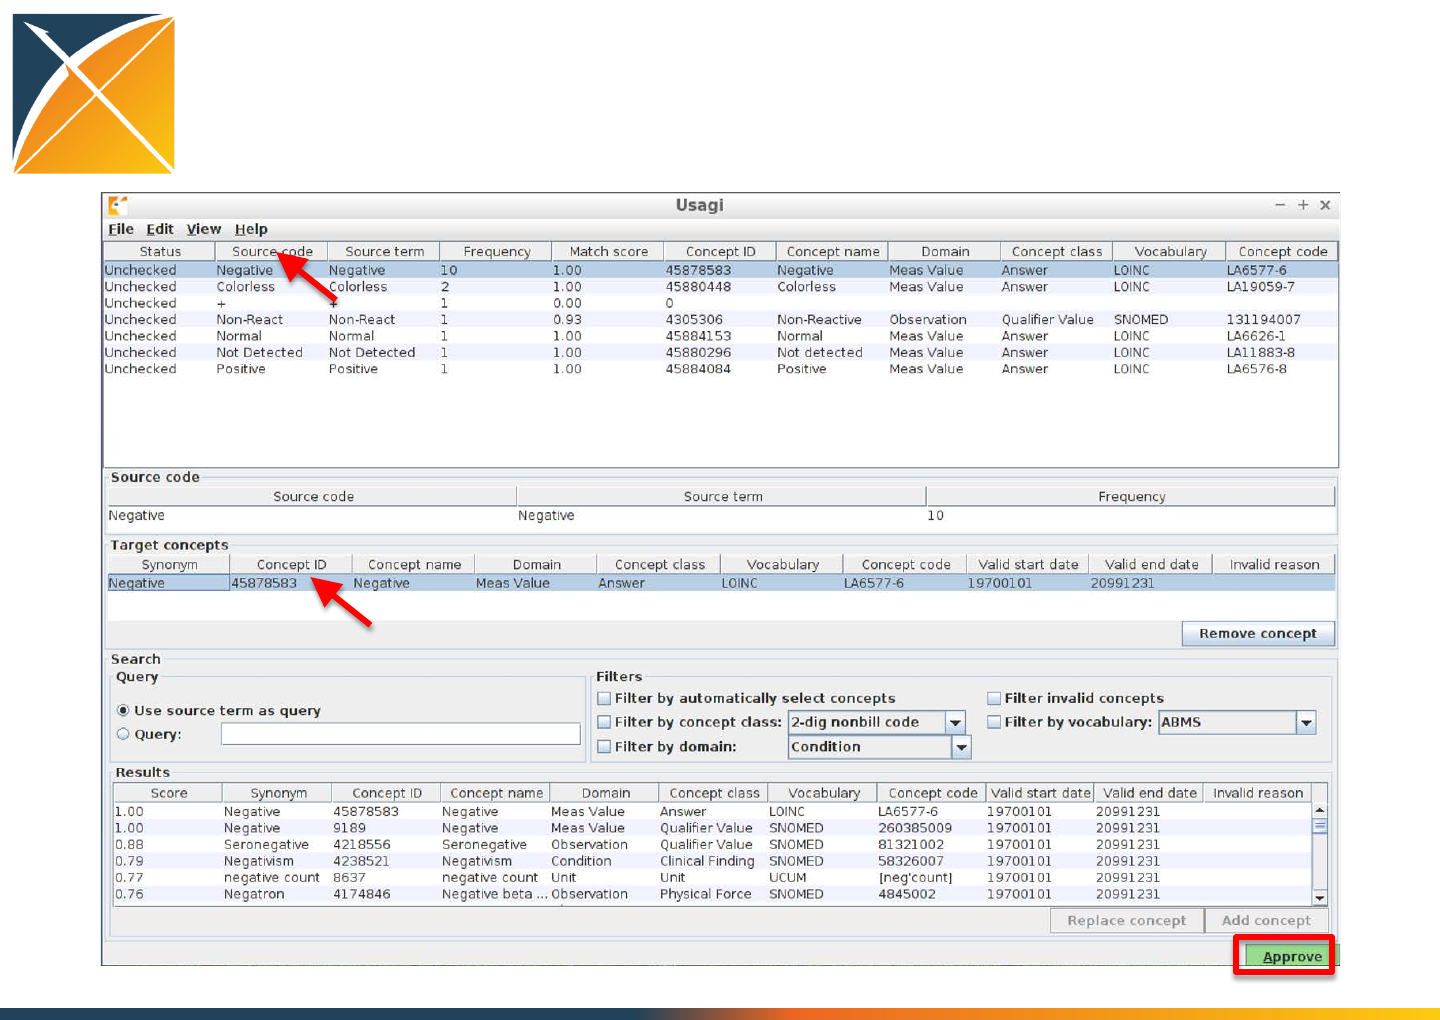 Usagi
File Edit View Help
Status Source code Source term Frequency Match score Concept ID Concept name Domain Concept class Vocabulary Concept code
Unchecked Negative Negative 10 1.00 45878583 Negative Meas Value Answer LOINC LA6577-6
Unchecked Colorless Colorless 2 1.00 45880448 Colorless Meas Value Answer LOINC LA19059-7
Unchecked + + 1 0.00 0
Unchecked Non-React Non-React 1 0.93 4305306 Non-Reactive Observation Qualifier Value SNOMED 131194007
Unchecked Normal Normal 1 1.00 45884153 Normal Meas Value Answer LOINC LA6626-1
Unchecked Not Detected Not Detected 1 1.00 45880296 Not detected Meas Value Answer LOINC LA11883-8
Unchecked Positive Positive 1 1.00 45884084 Positive Meas Value Answer LOINC LA6576-8
Source code
Source code Source term Frequency
Negative Negative 10
Target concepts
Synonym Concept ID Concept name Domain Concept class Vocabulary Concept code Valid start date Valid end date Invalid reason
Negative 45878583 Negative Meas Value Answer LOINC LA6577-6 19700101 20991231
Remove concept
Search
Query Filters
Filter by automatically select concepts Filter invalid concepts
Use source term as query
Filter by concept class: 2-dig nonbill code Filter by vocabulary: ABMS
Query:
Filter by domain: Condition
Results
Score Synonym Concept ID Concept name Domain Concept class Vocabulary Concept code Valid start date Valid end date Invalid reason
1.00 Negative 45878583 Negative Meas Value Answer LOINC LA6577-6 19700101 20991231
1.00 Negative 9189 Negative Meas Value Qualifier Value SNOMED 260385009 19700101 20991231
0.88 Seronegative 4218556 Seronegative Observation Qualifier Value SNOMED 81321002 19700101 20991231
0.79 Negativism 4238521 Negativism Condition Clinical Finding SNOMED 58326007 19700101 20991231
0.77 negative count 8637 negative count Unit Unit UCUM [neg'count] 19700101 20991231
0.76 Negatron 4174846 Negative beta ... Observation Physical Force SNOMED 4845002 19700101 20991231
Replace concept Add concept
Approve